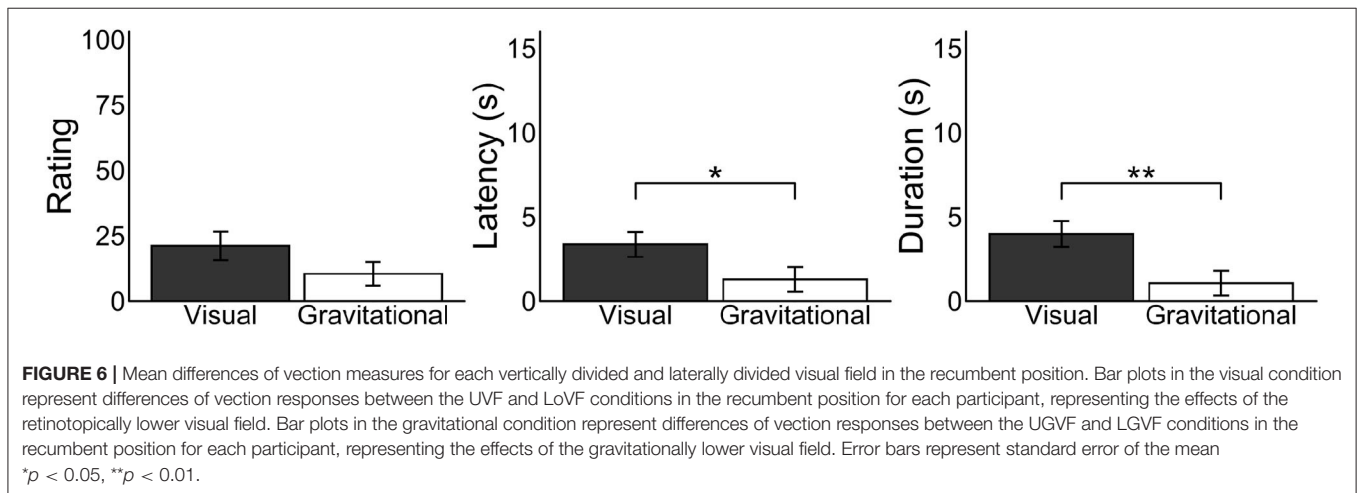 100
75
50
25
0
Rating
Visual
Gravitational
15
10
5
0
Latency (s)
*
Visual
Gravitational
15
10
5
0
Duration (s)
**
Visual
Gravitational
FIGURE 6 | Mean differences of vection measures for each vertically divided and laterally divided visual field in the recumbent position. Bar plots in the visual condition
represent differences of vection responses between the UVF and LoVF conditions in the recumbent position for each participant, representing the effects of the
retinotopically lower visual field. Bar plots in the gravitational condition represent differences of vection responses between the UGVF and LGVF conditions in the
recumbent position for each participant, representing the effects of the gravitationally lower visual field. Error bars represent standard error of the mean
*p < 0.05, **p < 0.01.